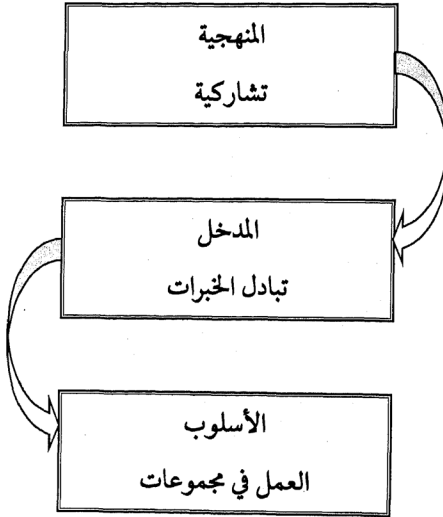 المنهجية
تشاركية
المدخل
تبادل الخبرات
الأسلوب
العمل في مجموعات